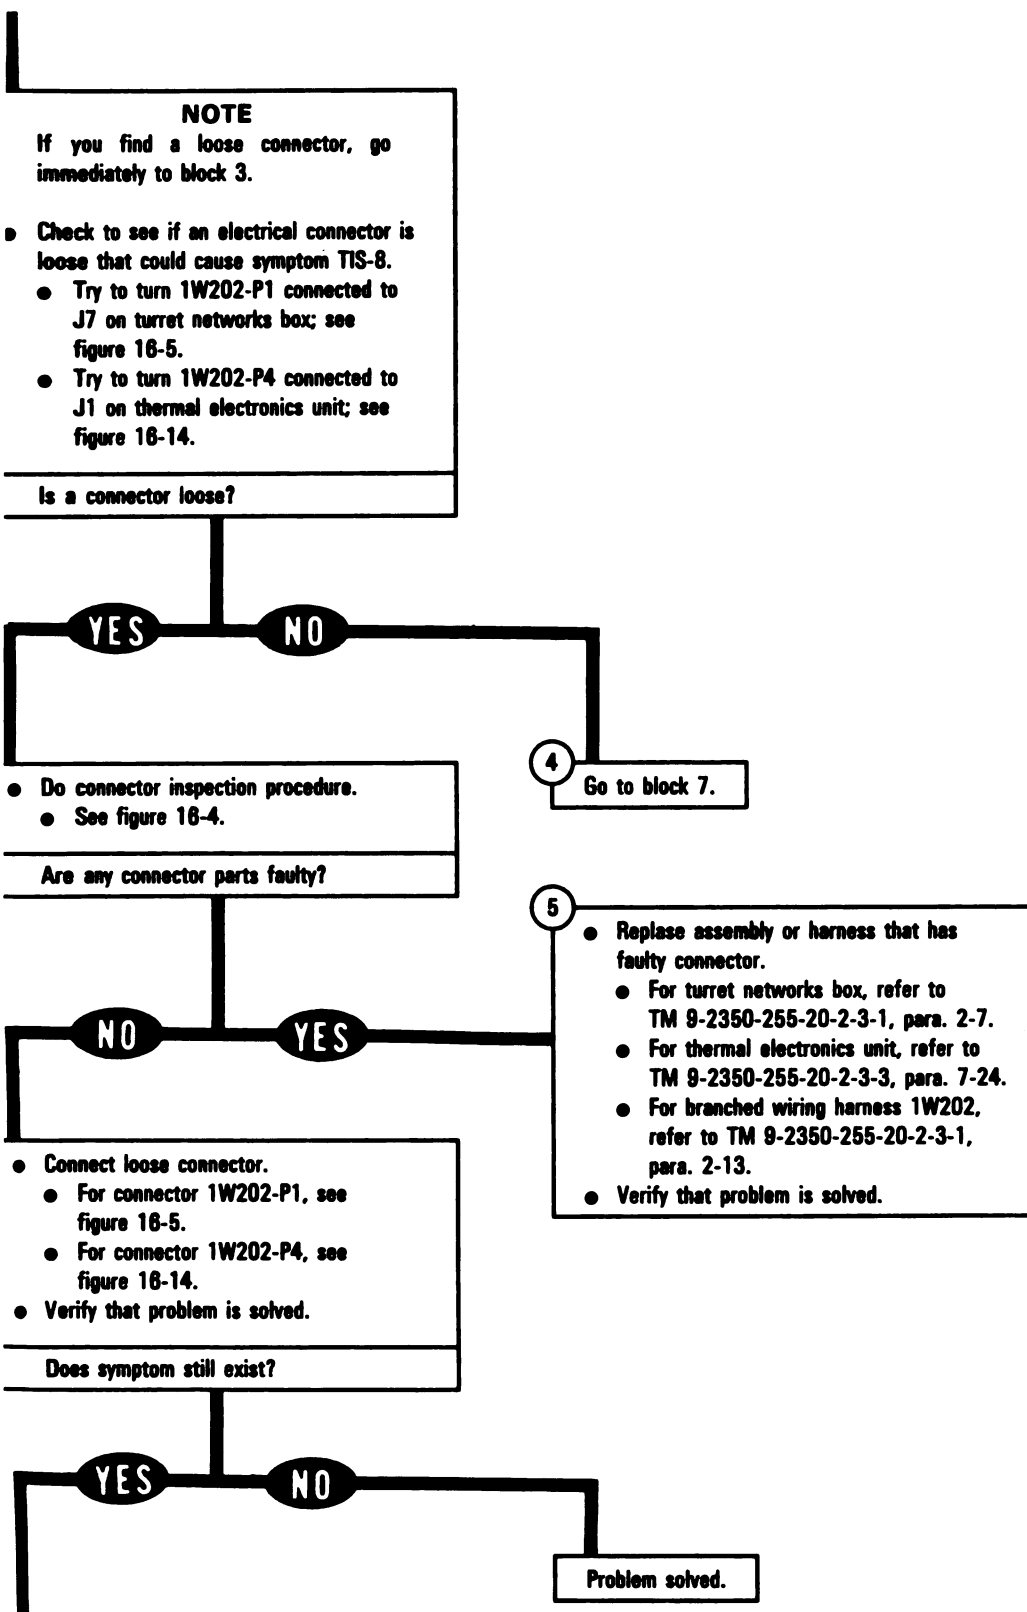 NOTE
If you find a loose connector, go
immediately to block 3.
● Check to see if an electrical connector is
loose that could cause symptom TIS-8.
● Try to turn 1W202-P1 connected to
J7 on turret networks box; see
figure 16-5.
● Try to turn 1W202-P4 connected to
J1 on thermal electronics unit; see
figure 16-14.
Is a connector loose?
YES
NO
● Do connector inspection procedure.
● See figure 16-4.
Are any connector parts faulty?
4
Go to block 7.
NO
YES
5
● Replase assembly or harness that has
faulty connector.
● For turret networks box, refer to
TM 9-2350-255-20-2-3-1, para. 2-7.
● For thermal electronics unit, refer to
TM 9-2350-255-20-2-3-3, para. 7-24.
● For branched wiring harness 1W202,
refer to TM 9-2350-255-20-2-3-1,
para. 2-13.
● Verify that problem is solved.
● Connect loose connector.
● For connector 1W202-P1, see
figure 16-5.
● For connector 1W202-P4, see
figure 16-14.
● Verify that problem is solved.
Does symptom still exist?
YES
NO
Problem solved.